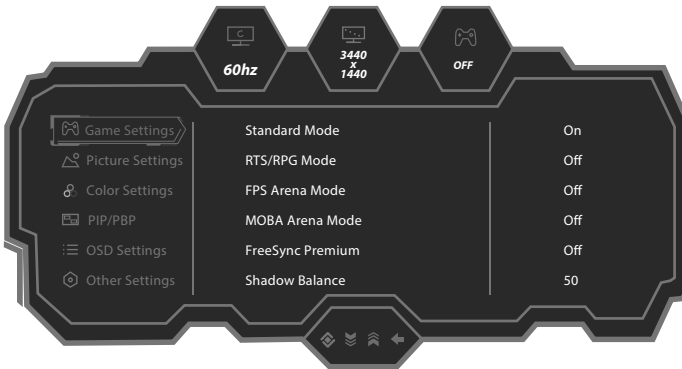 C
60hz
3440
x
1440
OFF
Game Settings
Standard Mode
On
Picture Settings
RTS/RPG Mode
Off
Color Settings
FPS Arena Mode
Off
PIP/PBP
MOBA Arena Mode
Off
OSD Settings
FreeSync Premium
Off
Other Settings
Shadow Balance
50